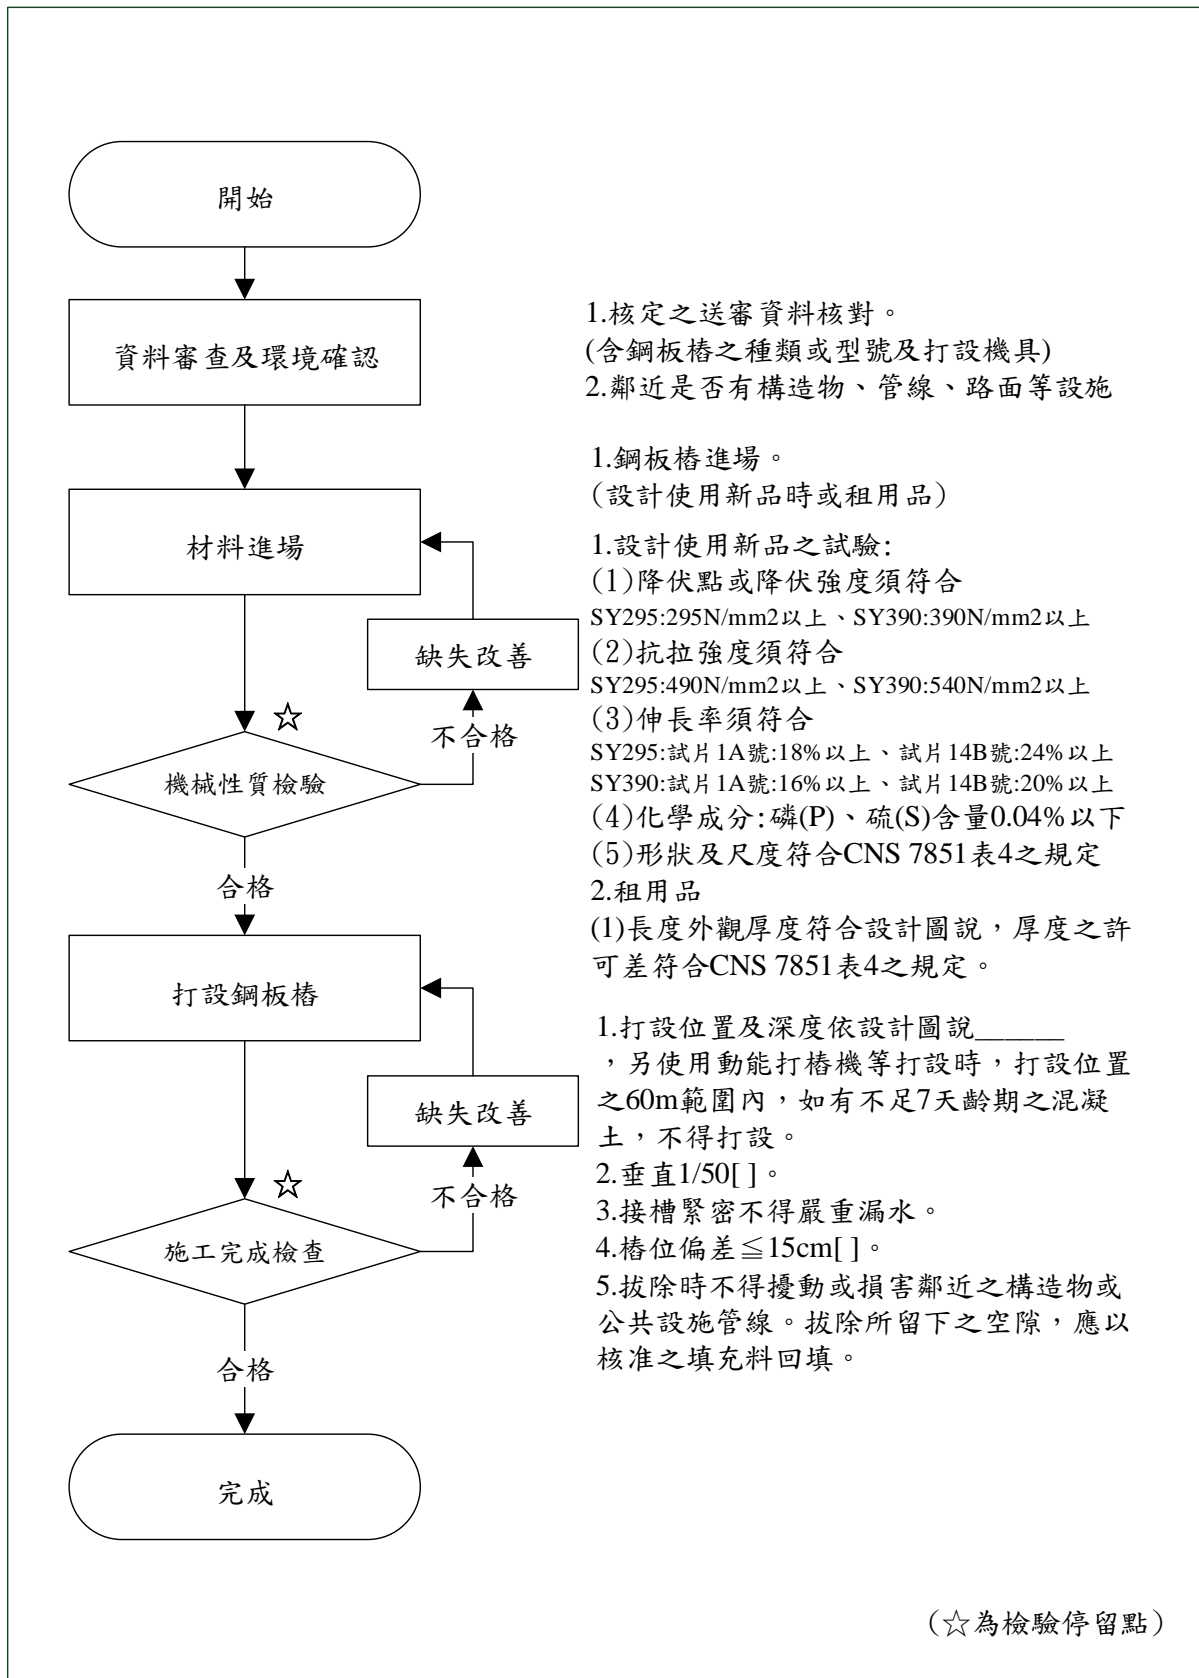 開始
資料審查及環境確認
1.核定之送審資料核對。
(含鋼板樁之種類或型號及打設機具)
2.鄰近是否有構造物、管線、路面等設施
1.鋼板樁進場。
(設計使用新品時或租用品)
材料進場
缺失改善
不合格
☆
機械性質檢驗
合格
1.設計使用新品之試驗:
(1)降伏點或降伏強度須符合
SY295:295N/mm2以上、SY390:390N/mm2以上
(2)抗拉強度須符合
SY295:490N/mm2以上、SY390:540N/mm2以上
(3)伸長率須符合
SY295:試片1A號:18%以上、試片14B號:24%以上
SY390:試片1A號:16%以上、試片14B號:20%以上
(4)化學成分:磷(P)、硫(S)含量0.04%以下
(5)形狀及尺度符合CNS 7851表4之規定
2.租用品
(1)長度外觀厚度符合設計圖說，厚度之許
可差符合CNS 7851表4之規定。
打設鋼板樁
缺失改善
不合格
☆
施工完成檢查
合格
1.打設位置及深度依設計圖說______
，另使用動能打樁機等打設時，打設位置
之60m範圍內，如有不足7天齡期之混凝
土，不得打設。
2.垂直1/50[ ]。
3.接槽緊密不得嚴重漏水。
4.樁位偏差≦15cm[ ]。
5.拔除時不得擾動或損害鄰近之構造物或
公共設施管線。拔除所留下之空隙，應以
核准之填充料回填。
完成
(☆為檢驗停留點)